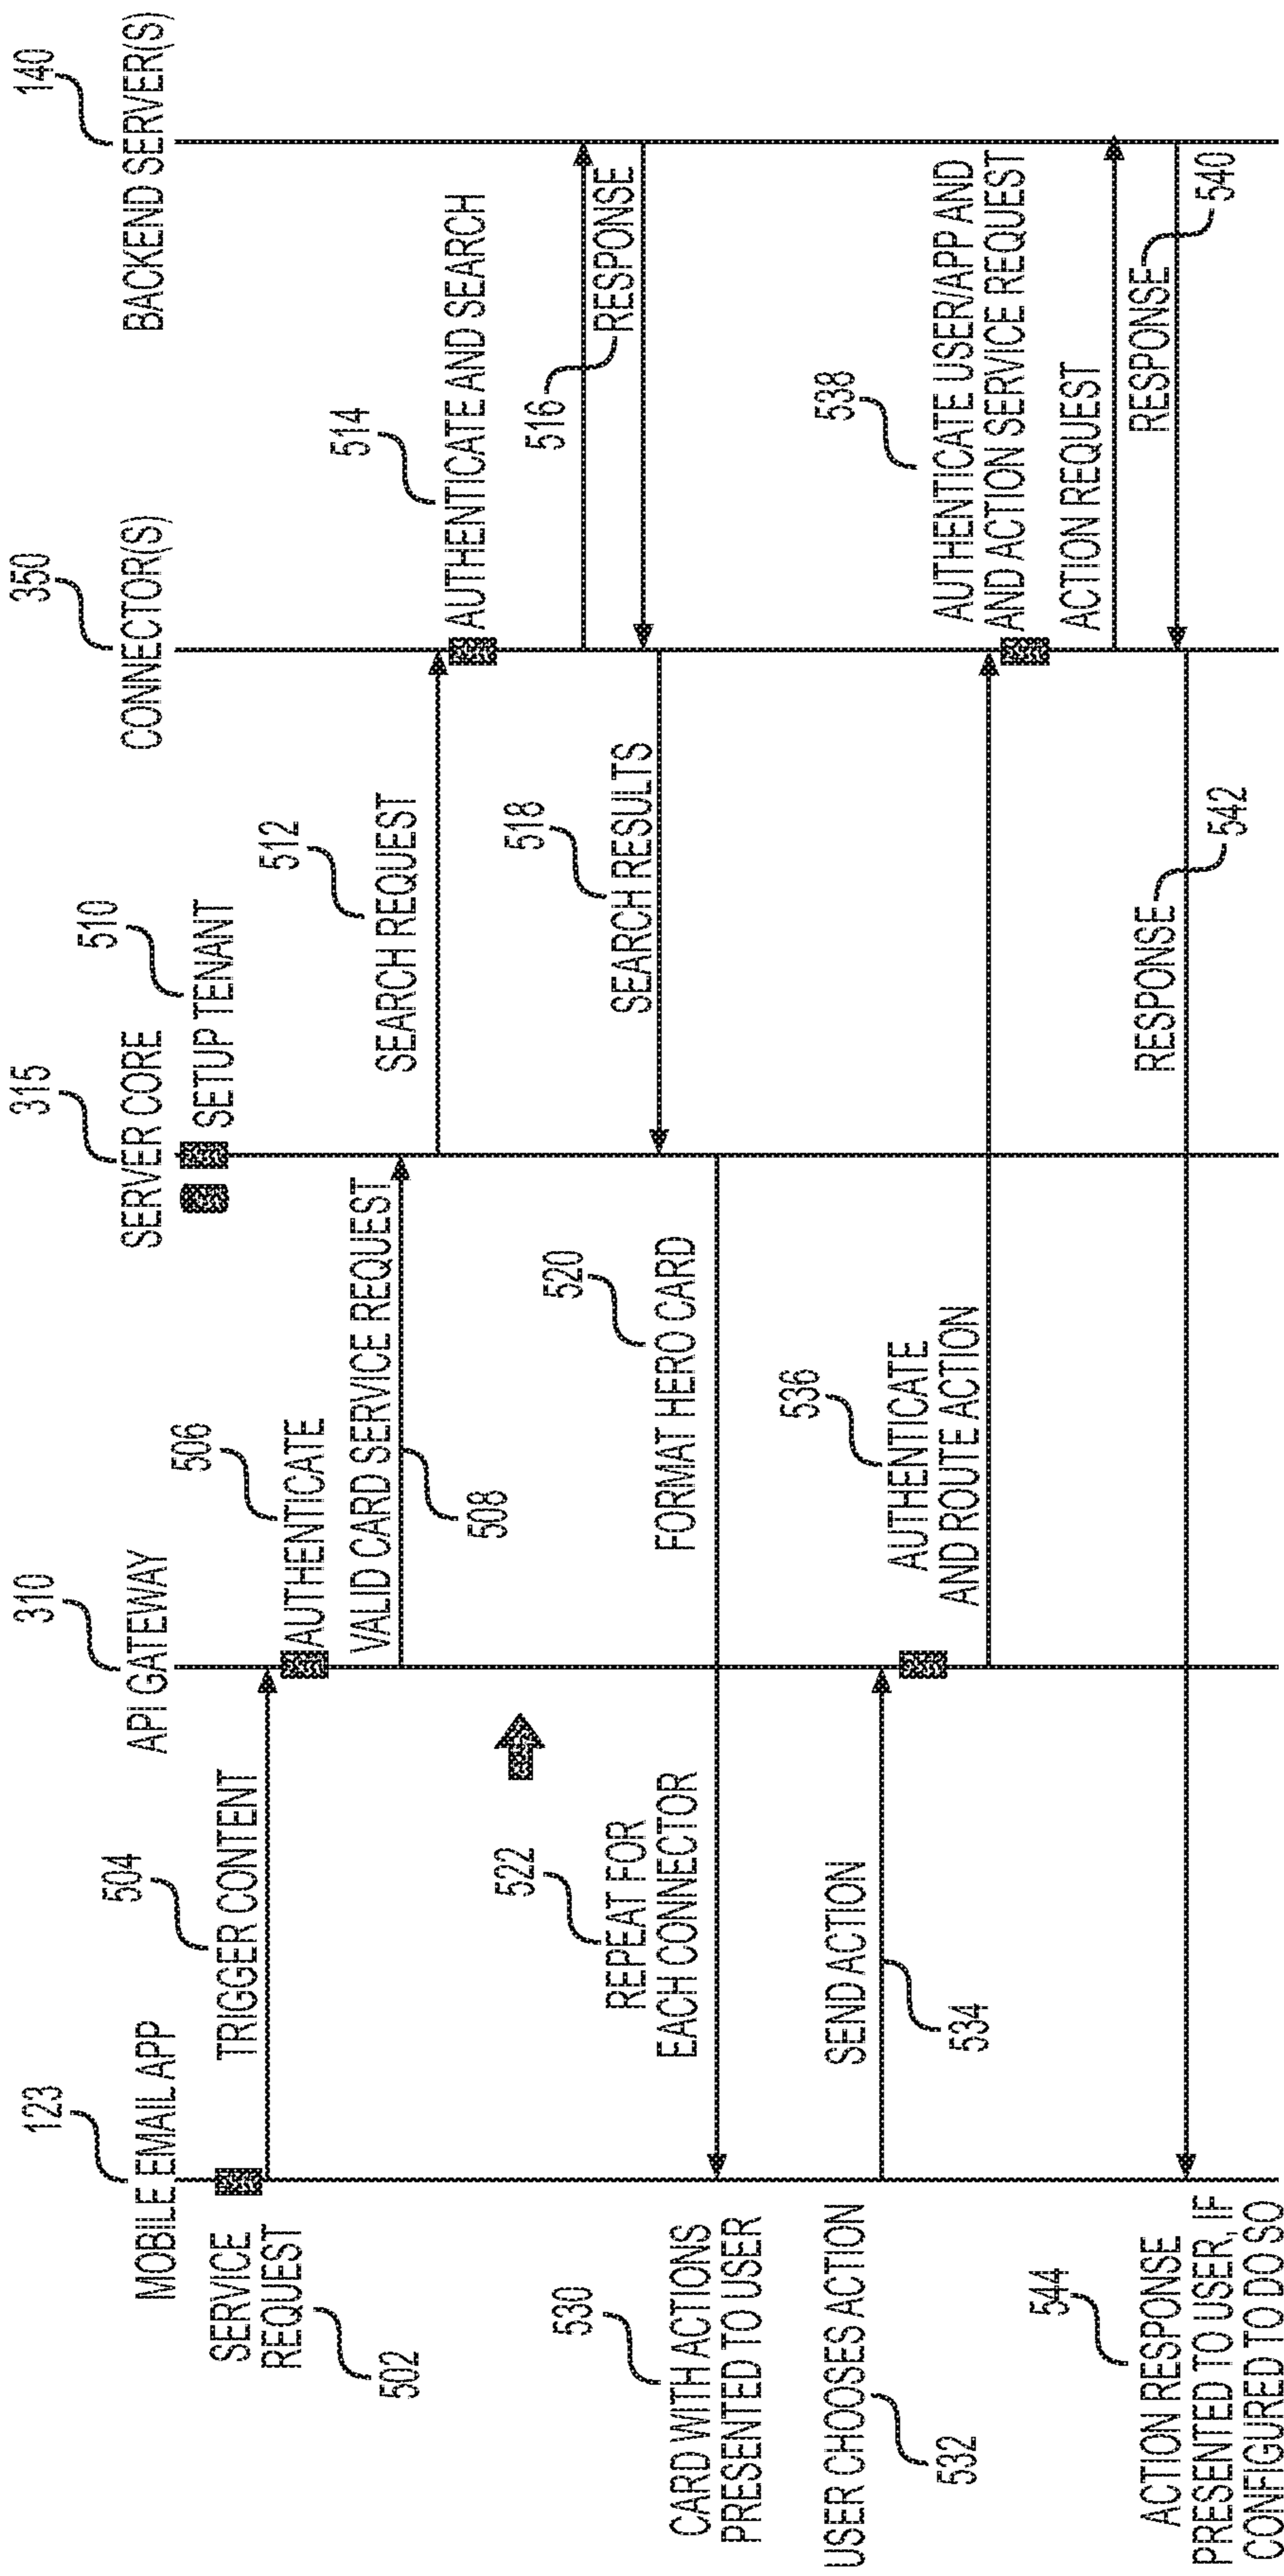 123
MOBILE EMAIL APP
310
API GATEWAY
315
SERVER CORE
350
CONNECTOR(S)
140
BACKEND SERVER(S)
SERVICE
REQUEST
502
504
TRIGGER CONTENT
506
AUTHENTICATE
VALID CARD SERVICE REQUEST
508
510
SETUP TENANT
512
SEARCH REQUEST
514
AUTHENTICATE AND SEARCH
516
RESPONSE
518
SEARCH RESULTS
520
FORMAT HERO CARD
522
REPEAT FOR
EACH CONNECTOR
530
CARD WITH ACTIONS
PRESENTED TO USER
USER CHOOSES ACTION
532
SEND ACTION
534
536
AUTHENTICATE
AND ROUTE ACTION
538
AUTHENTICATE USER/APP AND
AND ACTION SERVICE REQUEST
ACTION REQUEST
RESPONSE
540
RESPONSE
542
544
ACTION RESPONSE
PRESENTED TO USER, IF
CONFIGURED TO DO SO